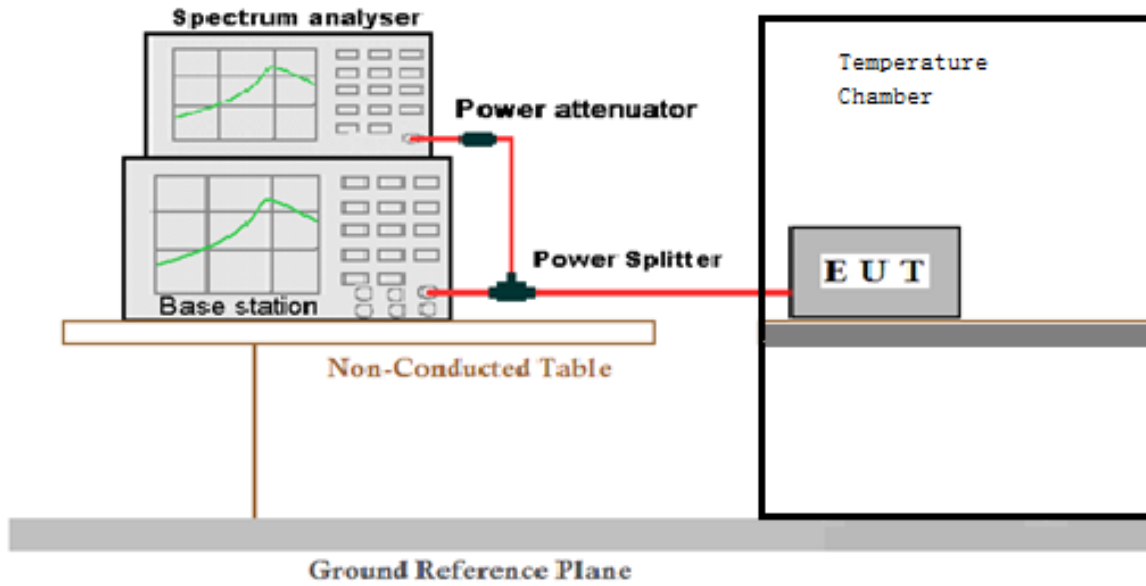 Spectrum analyser
Temperature
Chamber
Power attenuator
Power Splitter
E U T
Base station
Non-Conducted Table
Ground Reference Plane